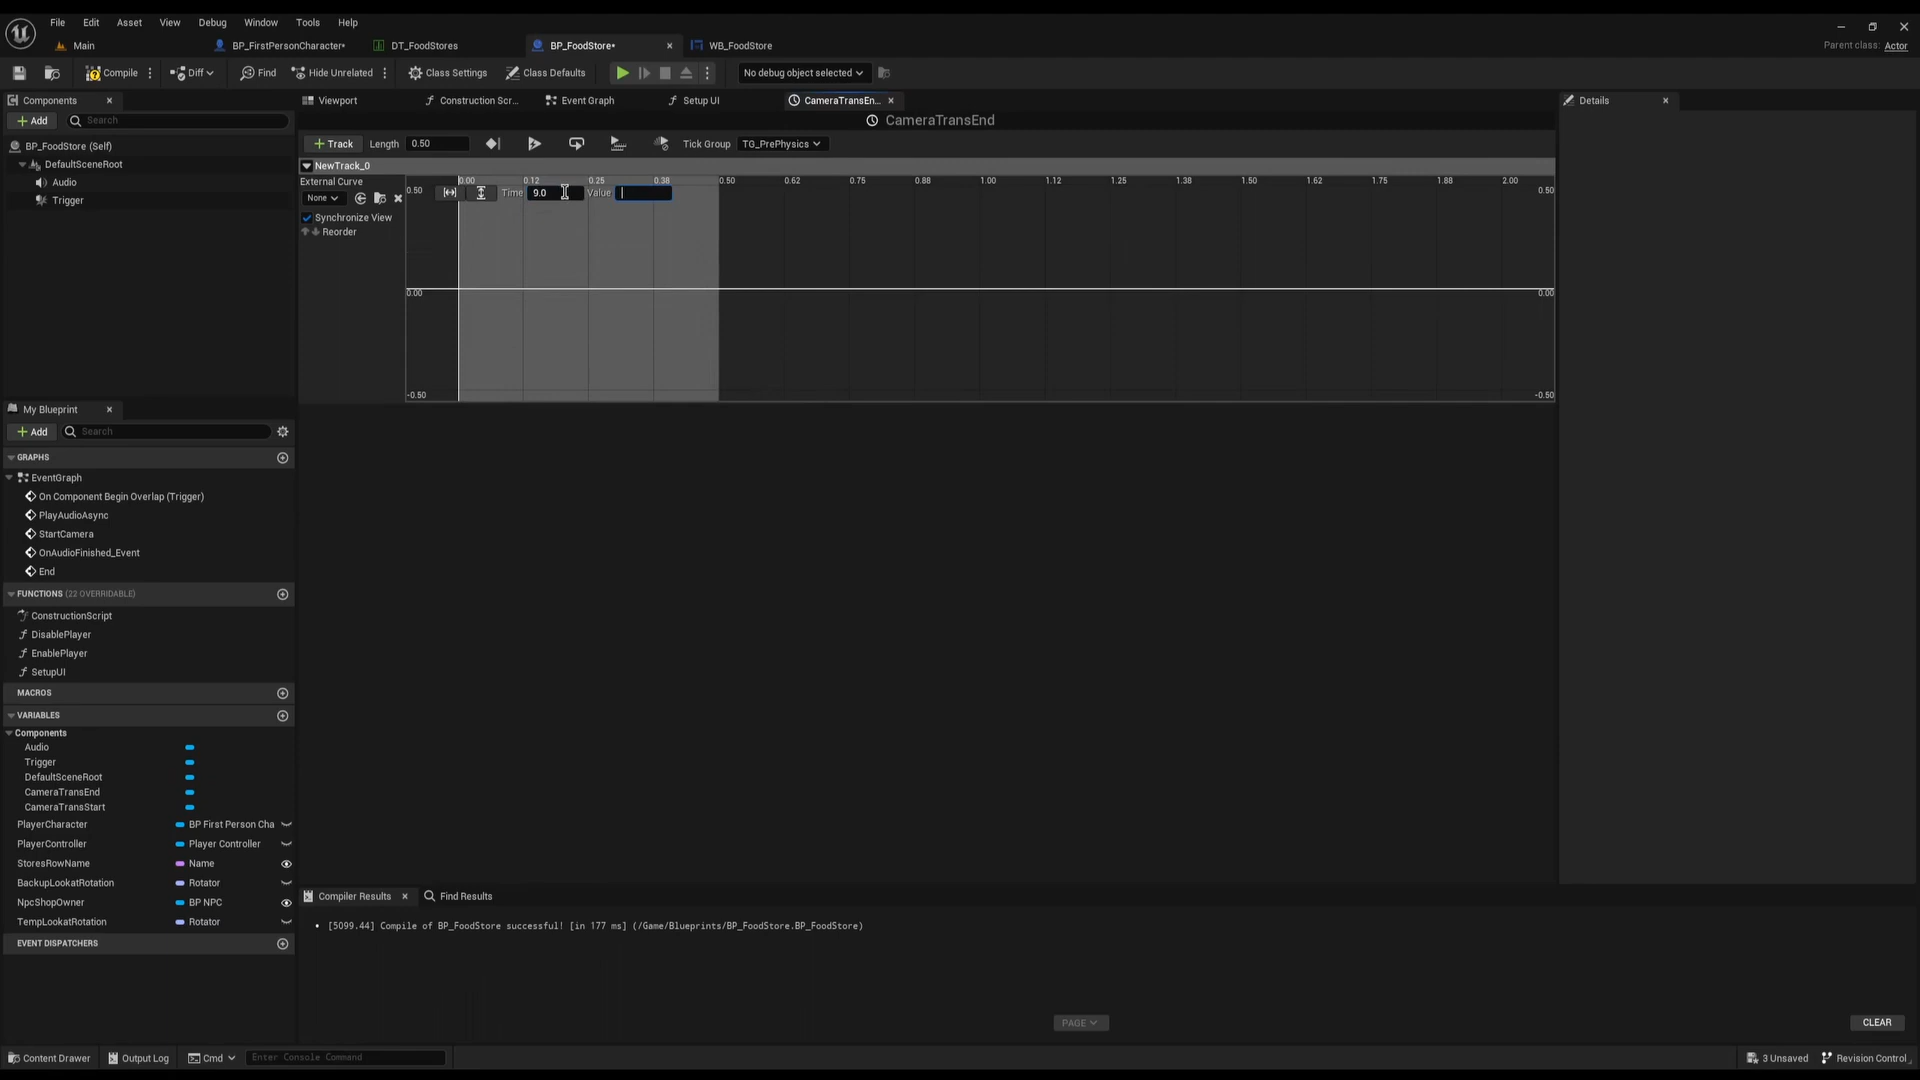 File Edit Asset View Debug Window Tools Help
Main BP_FirstPersonCharacter* DT_FoodStores BP_FoodStore* WB_FoodStore Parent class: Actor
Compile Diff Find Hide Unrelated Class Settings Class Defaults No debug object selected
Components Viewport Construction Scr... Event Graph Setup UI CameraTransEn... Details
Add Search CameraTransEnd
BP_FoodStore (Self) Track Length 0.50 Tick Group TG_PrePhysics
DefaultSceneRoot NewTrack_0
Audio External Curve 0.00 0.12 0.25 0.38 0.50 0.62 0.75 0.88 1.00 1.12 1.25 1.38 1.50 1.62 1.75 1.88 2.00
Trigger None 0.50 Time 9.0 Value 0.50
Synchronize View
Reorder
0.00 0.00
-0.50 -0.50
My Blueprint
Add Search
GRAPHS
EventGraph
On Component Begin Overlap (Trigger)
PlayAudioAsync
StartCamera
OnAudioFinished_Event
End
FUNCTIONS (22 OVERRIDABLE)
ConstructionScript
DisablePlayer
EnablePlayer
SetupUI
MACROS
VARIABLES
Components
Audio
Trigger
DefaultSceneRoot
CameraTransEnd
CameraTransStart
PlayerCharacter BP First Person Cha
PlayerController Player Controller
StoresRowName Name
BackupLookatRotation Rotator
NpcShopOwner BP NPC
TempLookatRotation Rotator
EVENT DISPATCHERS
Compiler Results Find Results
[5099.44] Compile of BP_FoodStore successful! [in 177 ms] (/Game/Blueprints/BP_FoodStore.BP_FoodStore)
PAGE CLEAR
Content Drawer Output Log Cmd Enter Console Command 3 Unsaved Revision Control